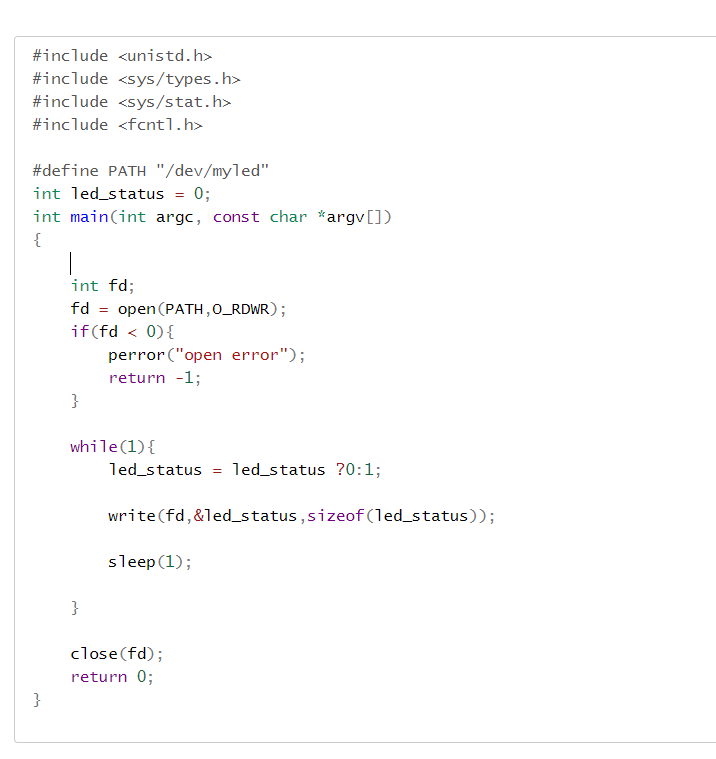 #include <unistd.h>
#include <sys/types.h>
#include <sys/stat.h>
#include <fcntl.h>

#define PATH "/dev/myled"
int led_status = 0;
int main(int argc, const char *argv[])
{

    int fd;
    fd = open(PATH,O_RDWR);
    if(fd < 0){
        perror("open error");
        return -1;
    }

    while(1){
        led_status = led_status ?0:1;

        write(fd,&led_status,sizeof(led_status));

        sleep(1);

    }

    close(fd);
    return 0;
}